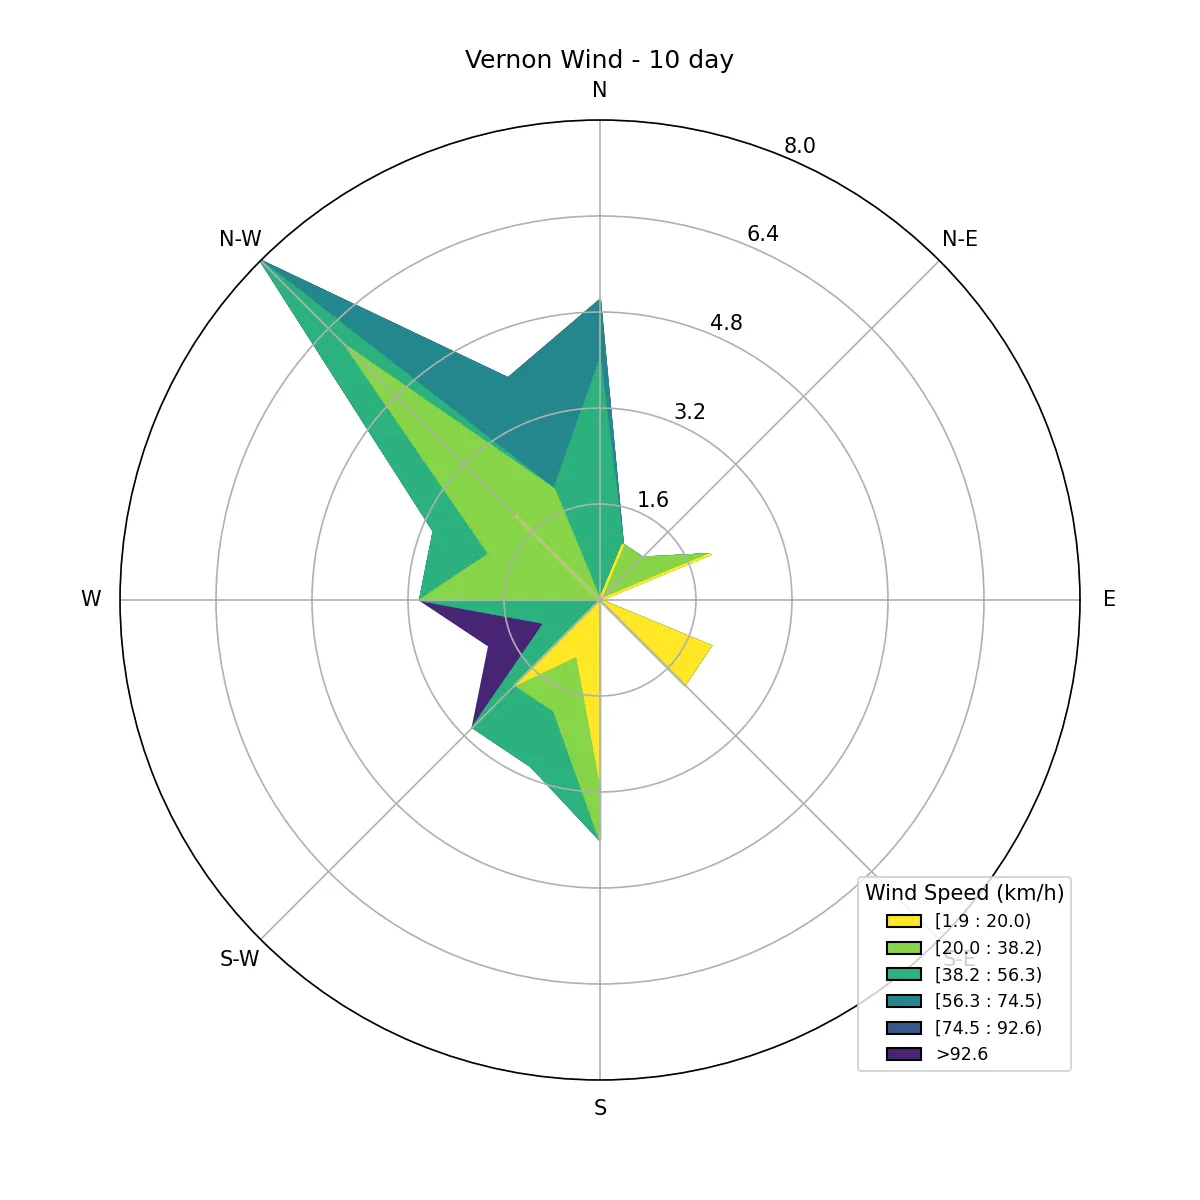 Vernon Wind - 10 day
N
8.0
6.4
N-W
N-E
4.8
3.2
1.6
W
E
S-W
S-E
S
Wind Speed (km/h)
[1.9 : 20.0)
[20.0 : 38.2)
[38.2 : 56.3)
[56.3 : 74.5)
[74.5 : 92.6)
>92.6